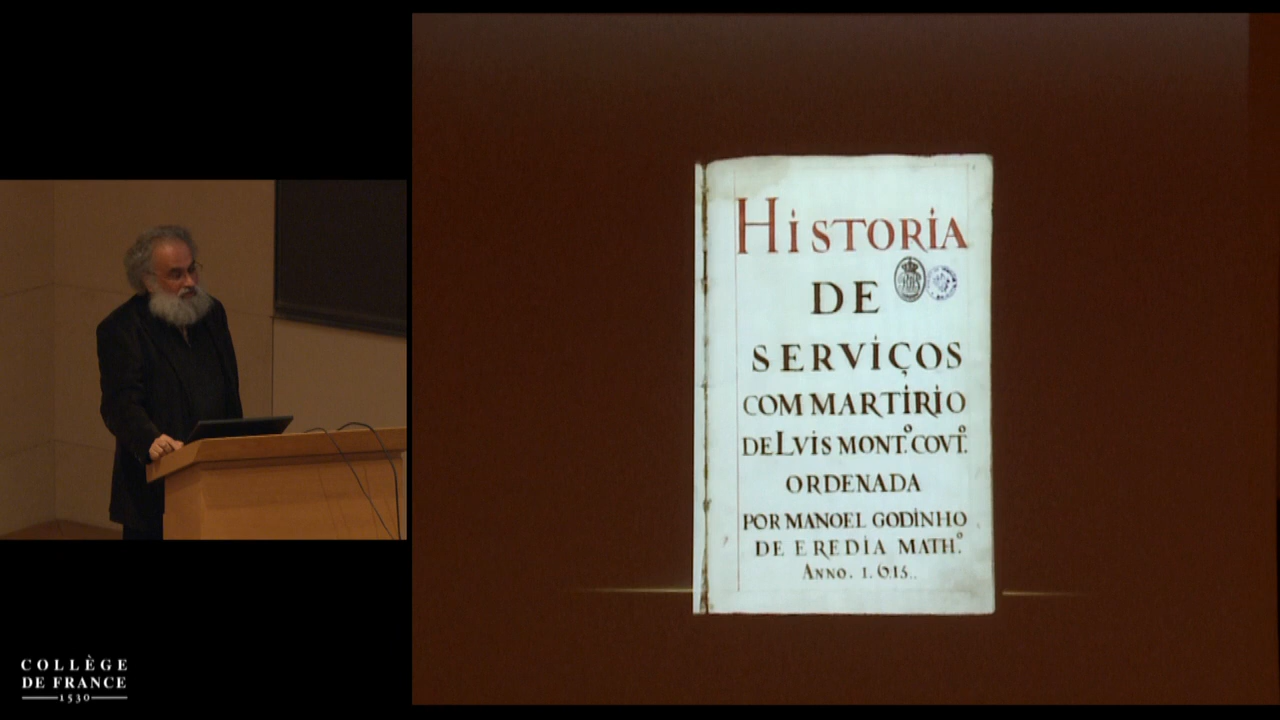 HiSTORiA
DE
SERViÇOS
COM MARTiRiO
DE LViS MONT.º COVT.º
ORDENADA
POR MANOEL GODiNHO
DE EREDiA MATH.º
ANNO. 1.615..
COLLÈGE
DE FRANCE
1530